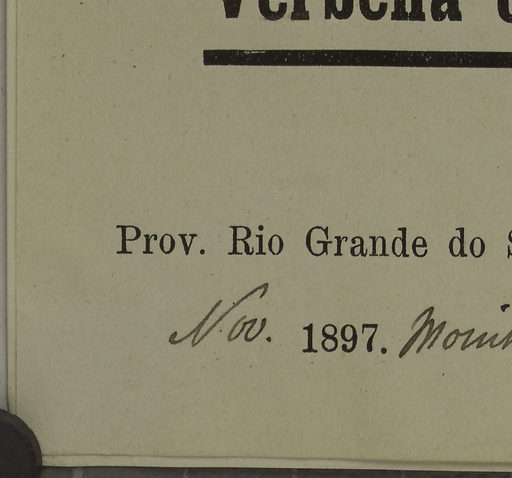 Verbena
Prov. Rio Grande do
Nov. 1897.